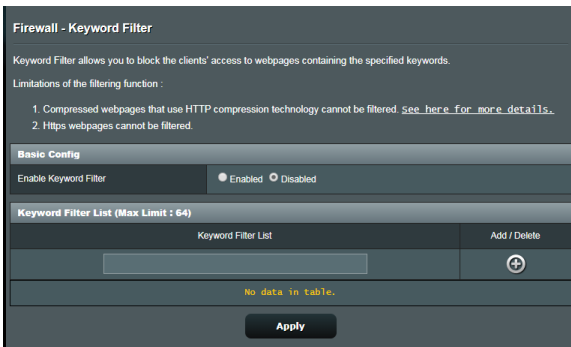 Firewall - Keyword Filter
Keyword Filter allows you to block the clients' access to webpages containing the specified keywords.
Limitations of the filtering function :
1. Compressed webpages that use HTTP compression technology cannot be filtered. See here for more details.
2. Https webpages cannot be filtered.
Basic Config
Enable Keyword Filter Enabled Disabled
Keyword Filter List (Max Limit : 64)
Keyword Filter List Add / Delete
No data in table.
Apply